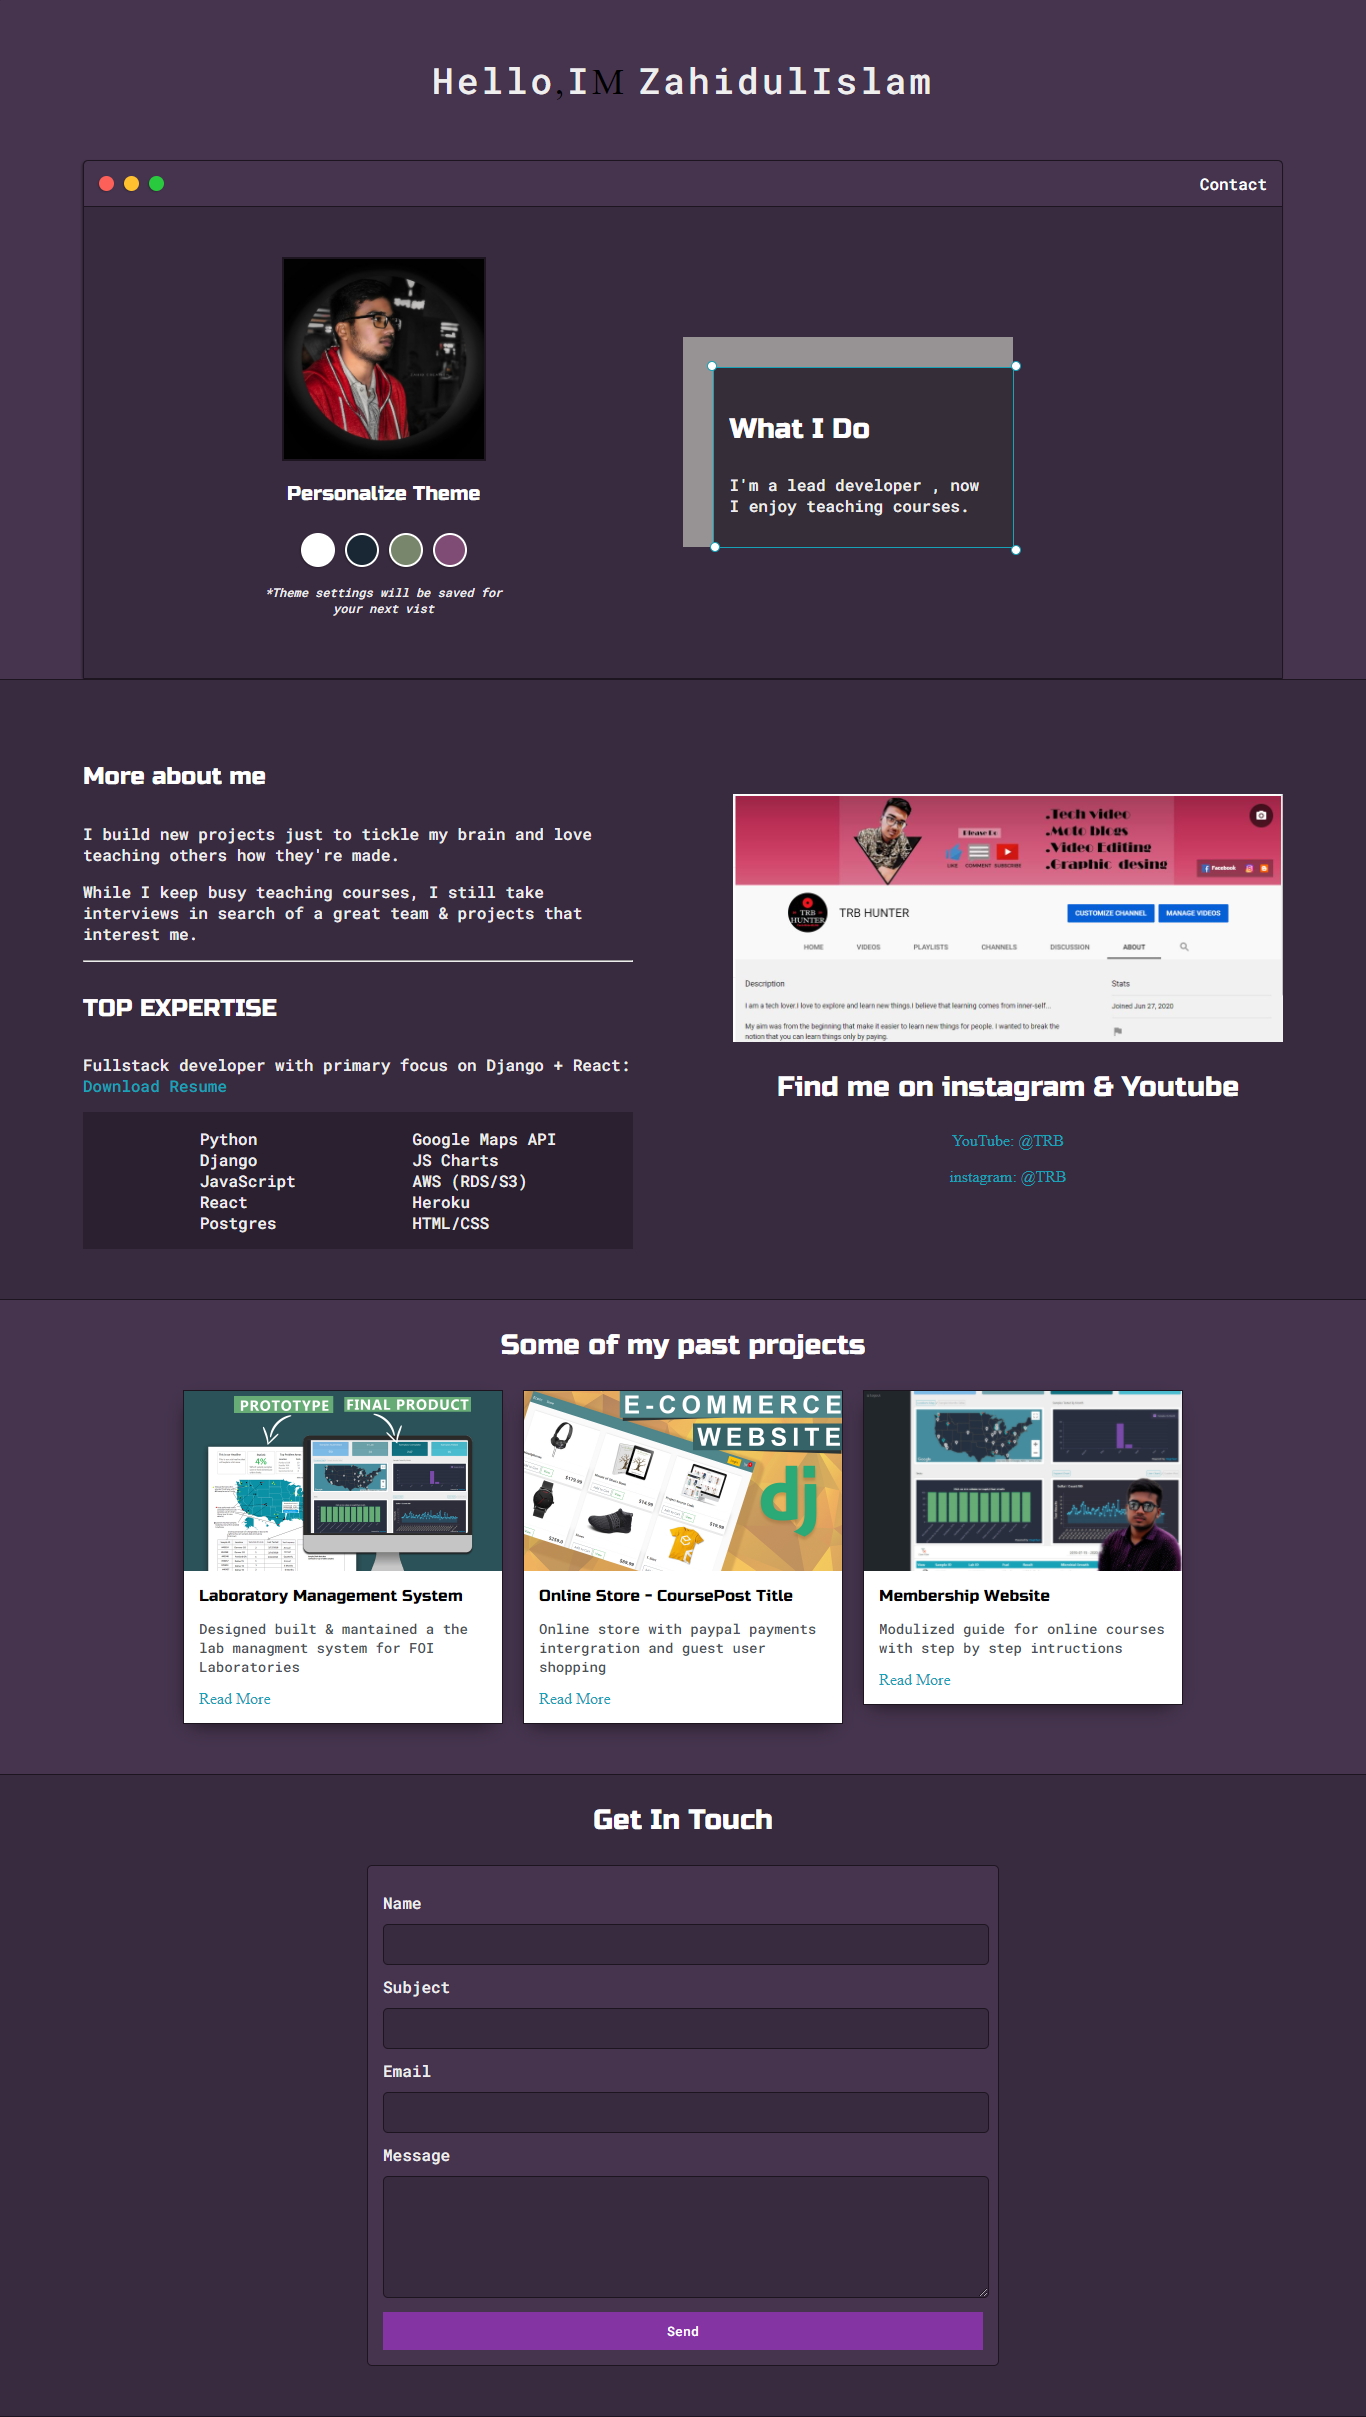 Hello,IM ZahidulIslam
Contact
Personalize Theme
*Theme settings will be saved for
your next vist
What I Do
I'm a lead developer , now
I enjoy teaching courses.
More about me
I build new projects just to tickle my brain and love
teaching others how they're made.
While I keep busy teaching courses, I still take
interviews in search of a great team & projects that
interest me.
TOP EXPERTISE
Fullstack developer with primary focus on Django + React:
Download Resume
Python
Django
JavaScript
React
Postgres
Google Maps API
JS Charts
AWS (RDS/S3)
Heroku
HTML/CSS
Please Do
LIKE COMMENT SUBSCRIBE
.Tech video
.Moto blogs
.Video Editing
.Graphic desing
Facebook
TRB
HUNTER
TRB HUNTER
CUSTOMIZE CHANNEL
MANAGE VIDEOS
HOME VIDEOS PLAYLISTS CHANNELS DISCUSSION ABOUT
Description
I am a tech lover.I love to explore and learn new things.I believe that learning comes from inner-self...
My aim was from the beginning that make it easier to learn new things for people. I wanted to break the
notion that you can learn things only by paying.
Stats
Joined Jun 27, 2020
Find me on instagram & Youtube
YouTube: @TRB
instagram: @TRB
Some of my past projects
PROTOTYPE
FINAL PRODUCT
4%
Laboratory Management System
Designed built & mantained a the
lab managment system for FOI
Laboratories
Read More
E-COMMERCE
WEBSITE
dj
Online Store - CoursePost Title
Online store with paypal payments
intergration and guest user
shopping
Read More
Membership Website
Modulized guide for online courses
with step by step intructions
Read More
Get In Touch
Name
Subject
Email
Message
Send